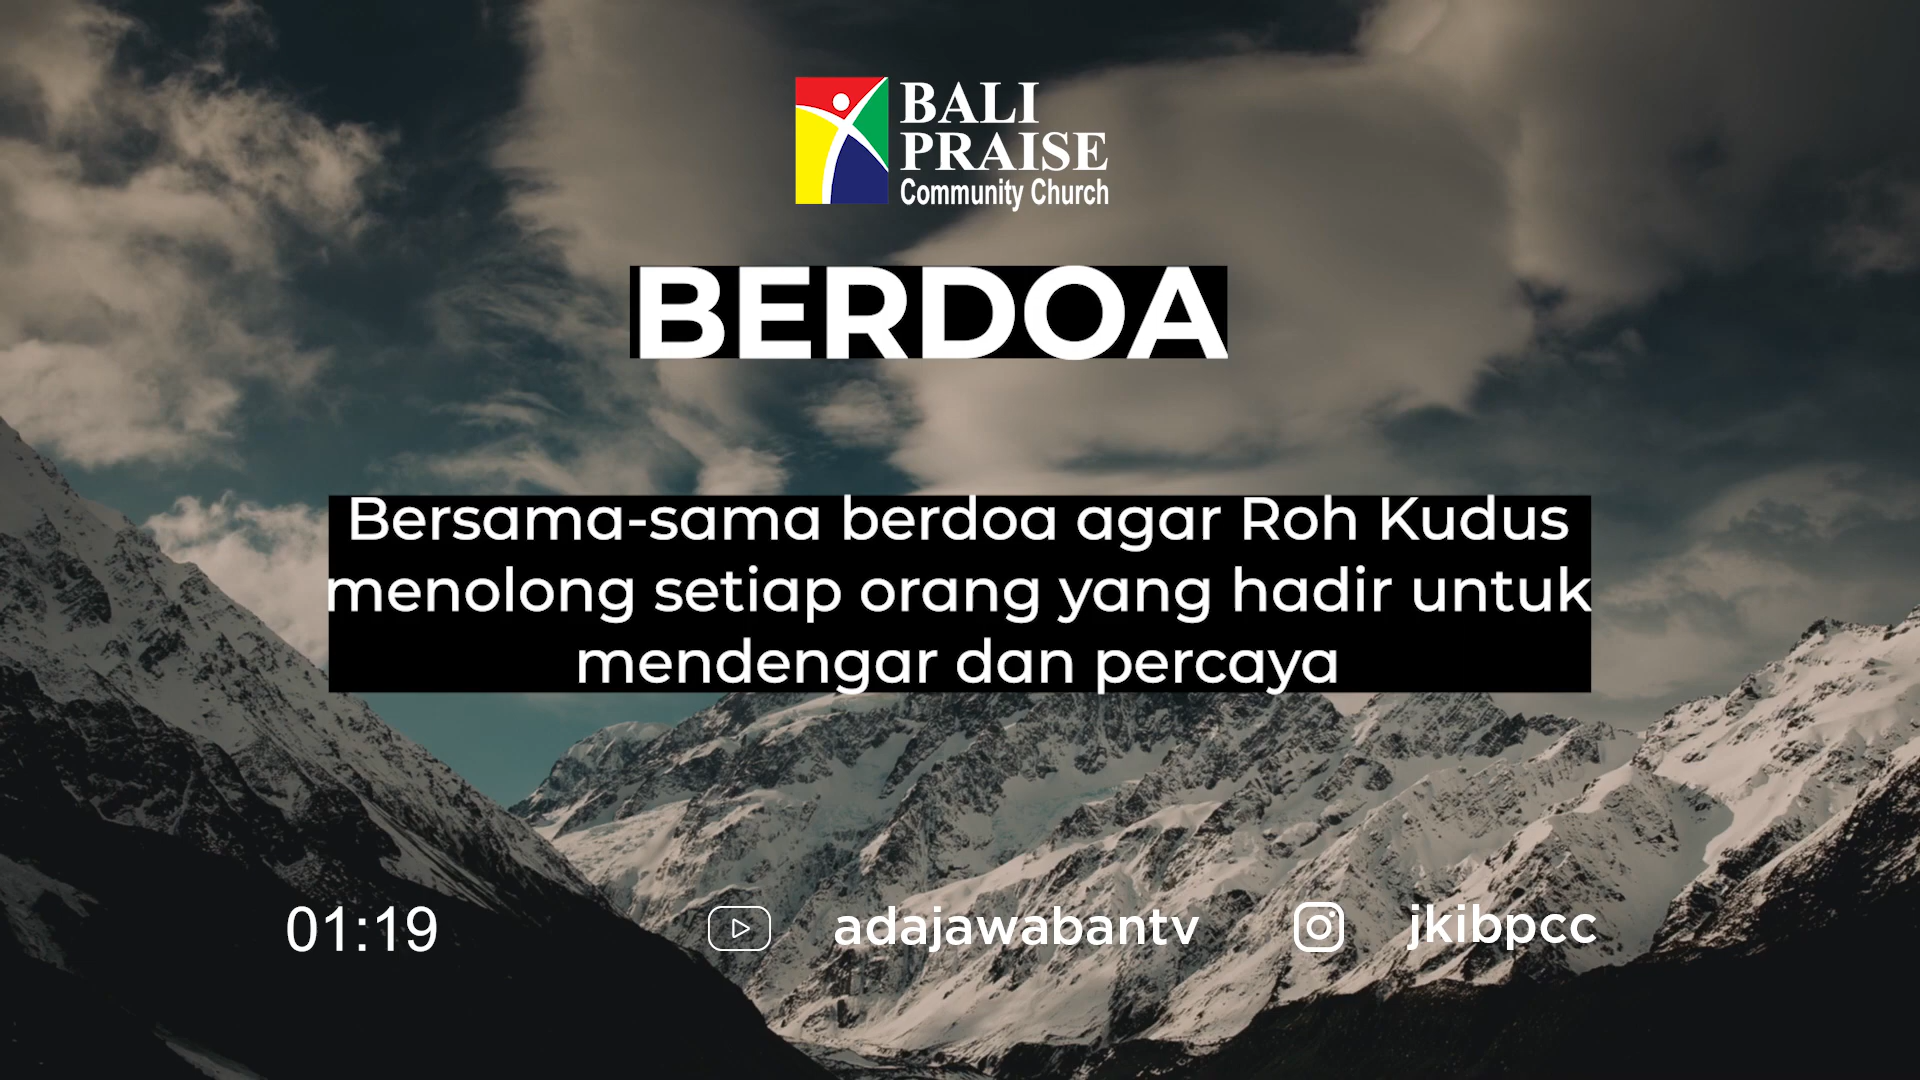 BALI
PRAISE
Community Church
BERDOA
Bersama-sama berdoa agar Roh Kudus
menolong setiap orang yang hadir untuk
mendengar dan percaya
01:19 adajawabantv jkibpcc